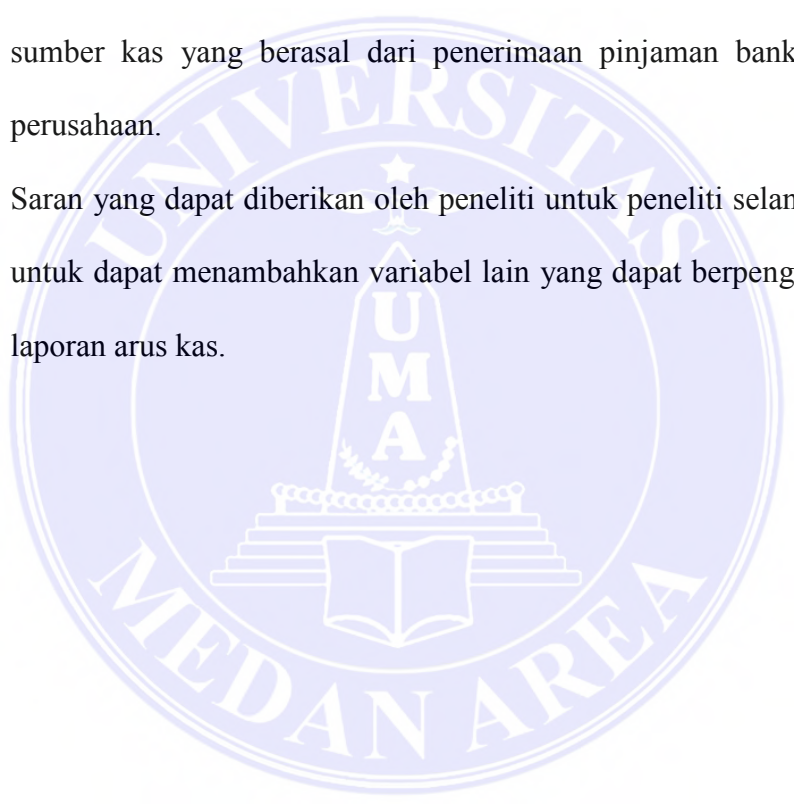 sumber kas yang berasal dari penerimaan pinjaman bank
perusahaan.
Saran yang dapat diberikan oleh peneliti untuk peneliti selan
untuk dapat menambahkan variabel lain yang dapat berpeng
laporan arus kas.
UNIVERSITAS
UMA
MEDAN AREA